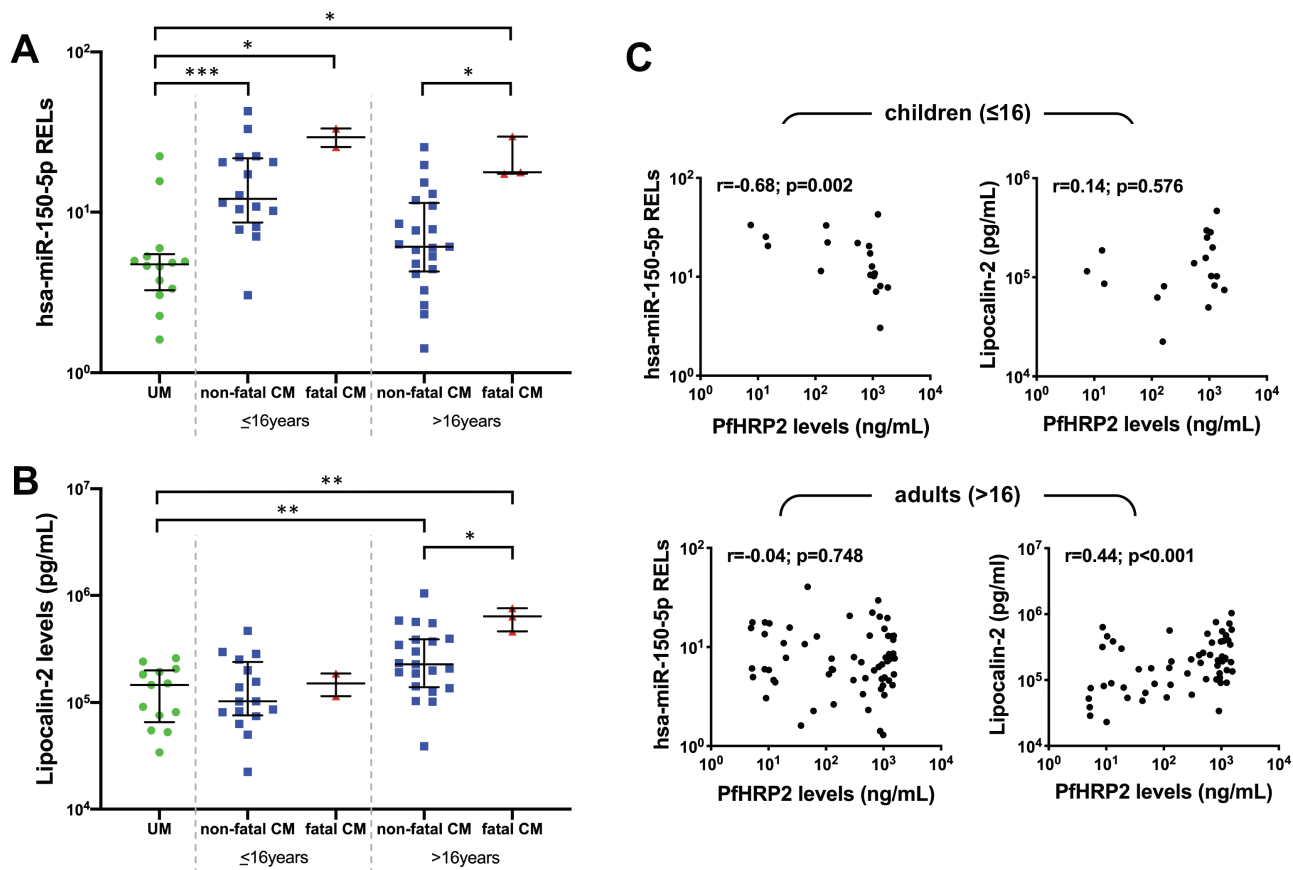 A
*
*
***
*
10²
10¹
10⁰
hsa-miR-150-5p RELs
UM
non-fatal CM
fatal CM
non-fatal CM
fatal CM
≤16years
>16years
B
**
**
*
10⁷
10⁶
10⁵
10⁴
Lipocalin-2 levels (pg/mL)
UM
non-fatal CM
fatal CM
non-fatal CM
fatal CM
≤16years
>16years
C
children (≤16)
r=-0.68; p=0.002
10²
10¹
10⁰
hsa-miR-150-5p RELs
10⁰ 10¹ 10² 10³ 10⁴
PfHRP2 levels (ng/mL)
r=0.14; p=0.576
10⁶
10⁵
10⁴
Lipocalin-2 (pg/mL)
10⁰ 10¹ 10² 10³ 10⁴
PfHRP2 levels (ng/mL)
adults (>16)
r=-0.04; p=0.748
10²
10¹
10⁰
hsa-miR-150-5p RELs
10⁰ 10¹ 10² 10³ 10⁴
PfHRP2 levels (ng/mL)
r=0.44; p<0.001
10⁷
10⁶
10⁵
10⁴
Lipocalin-2 (pg/ml)
10⁰ 10¹ 10² 10³ 10⁴
PfHRP2 levels (ng/mL)